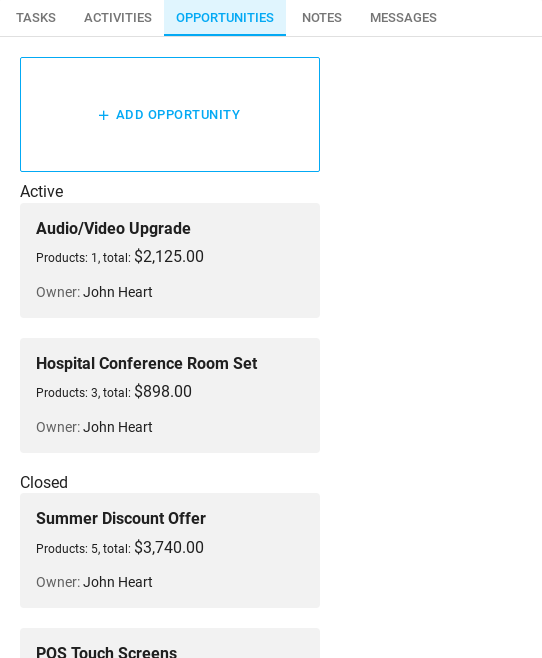 TASKS ACTIVITIES OPPORTUNITIES NOTES MESSAGES
+ ADD OPPORTUNITY
Active
Audio/Video Upgrade
Products: 1, total: $2,125.00
Owner: John Heart
Hospital Conference Room Set
Products: 3, total: $898.00
Owner: John Heart
Closed
Summer Discount Offer
Products: 5, total: $3,740.00
Owner: John Heart
POS Touch Screens